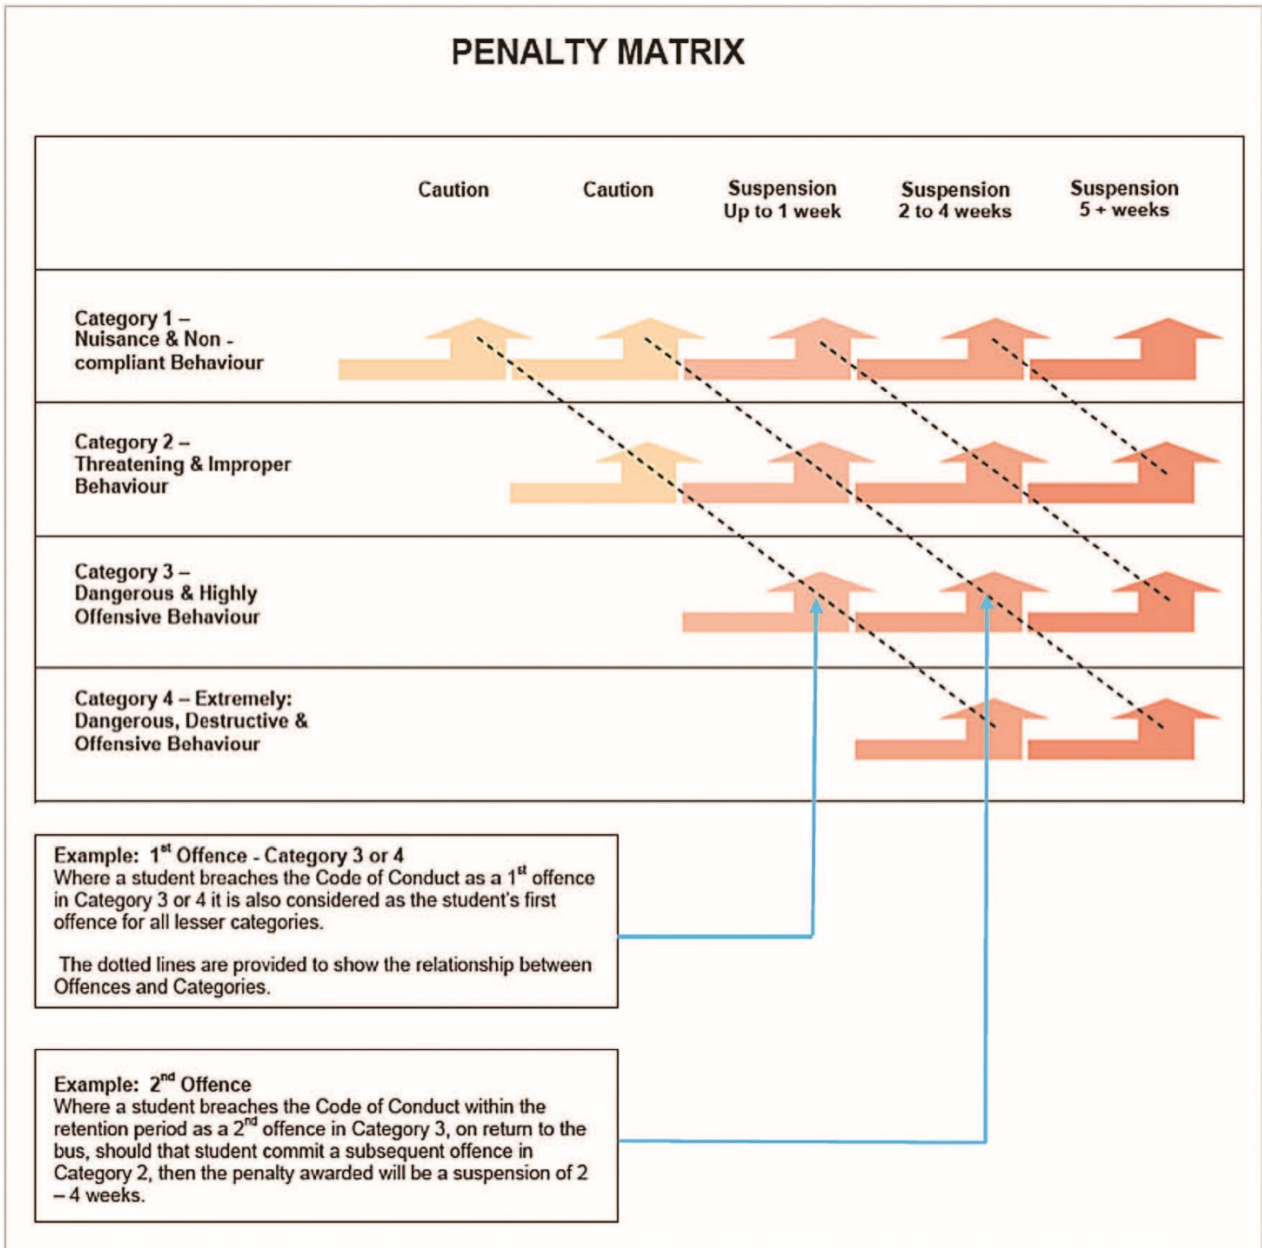 PENALTY MATRIX
Caution
Caution
Suspension
Up to 1 week
Suspension
2 to 4 weeks
Suspension
5 + weeks
Category 1 –
Nuisance & Non -
compliant Behaviour
Category 2 –
Threatening & Improper
Behaviour
Category 3 –
Dangerous & Highly
Offensive Behaviour
Category 4 – Extremely:
Dangerous, Destructive &
Offensive Behaviour
Example: 1st Offence - Category 3 or 4
Where a student breaches the Code of Conduct as a 1st offence
in Category 3 or 4 it is also considered as the student's first
offence for all lesser categories.
The dotted lines are provided to show the relationship between
Offences and Categories.
Example: 2nd Offence
Where a student breaches the Code of Conduct within the
retention period as a 2nd offence in Category 3, on return to the
bus, should that student commit a subsequent offence in
Category 2, then the penalty awarded will be a suspension of 2
– 4 weeks.